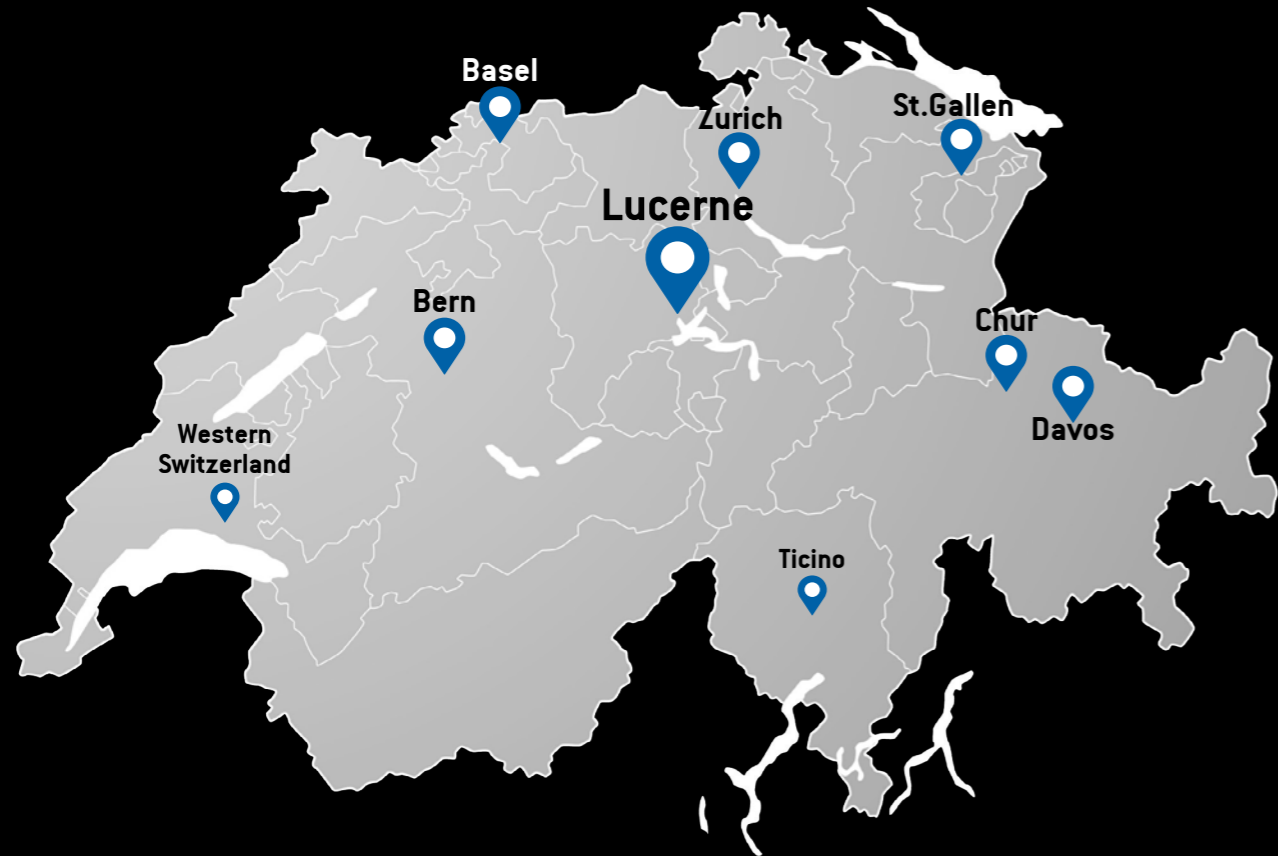 Basel
St.Gallen
Zurich
Lucerne
Bern
Chur
Davos
Western
Switzerland
Ticino